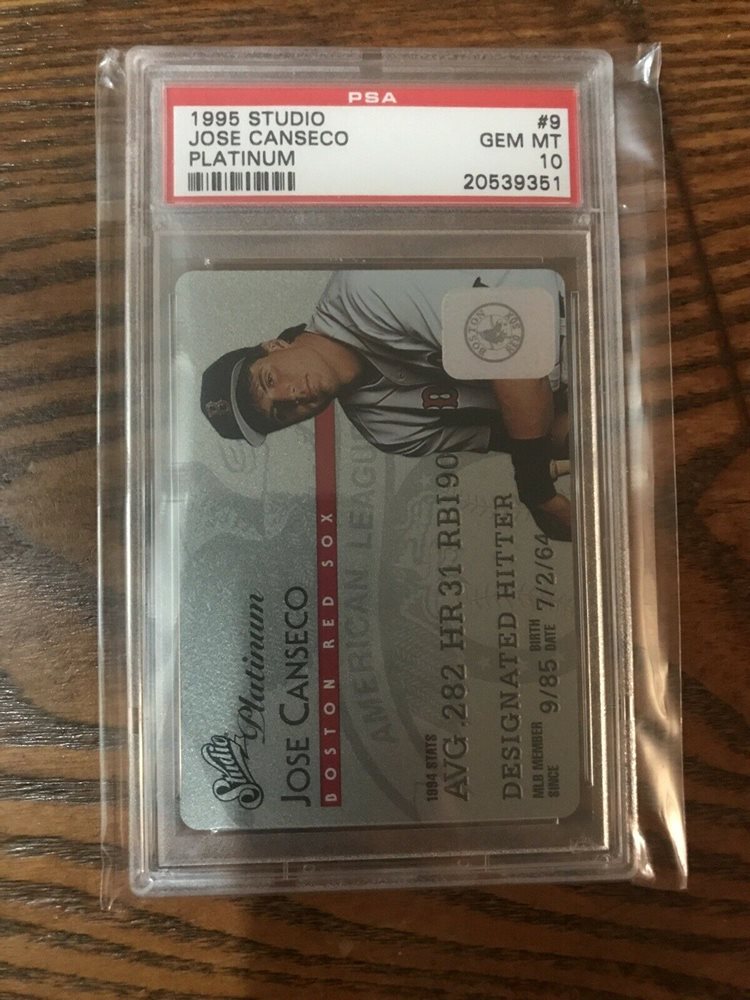 PSA
1995 STUDIO #9
JOSE CANSECO GEM MT
PLATINUM 10
20539351
Studio
Platinum
JOSE CANSECO
BOSTON RED SOX
AMERICAN LEAGUE
BOSTON RED SOX
B
B
1994 STATS
AVG .282 HR 31 RBI 90
DESIGNATED HITTER
MLB MEMBER SINCE 9/85 BIRTH DATE 7/2/64